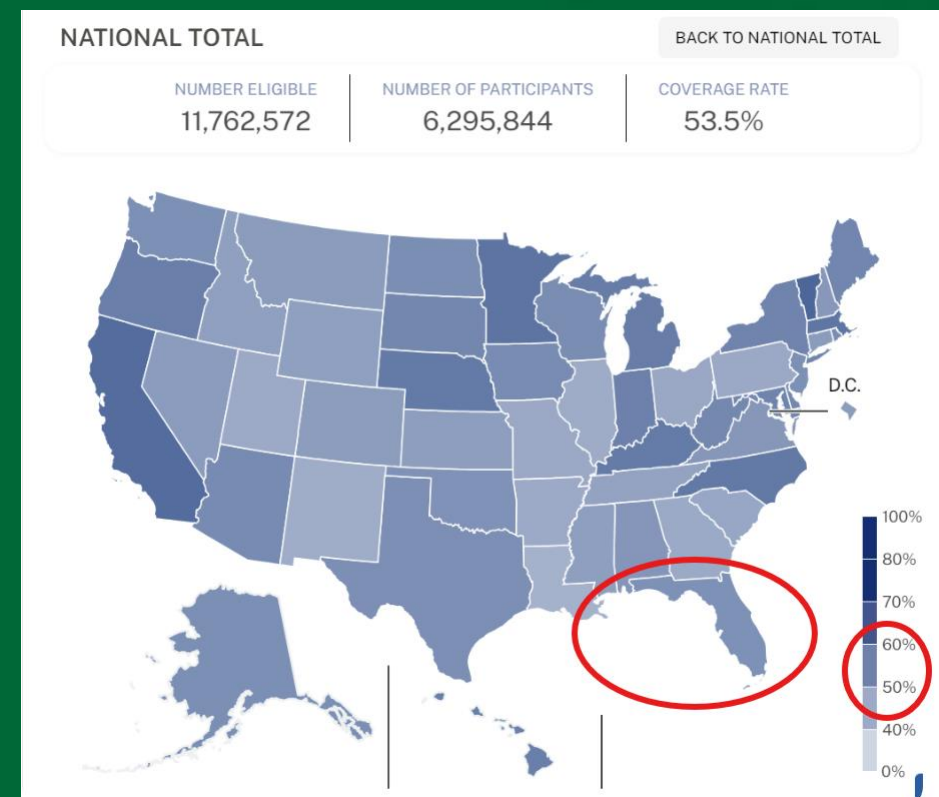 NATIONAL TOTAL
BACK TO NATIONAL TOTAL
NUMBER ELIGIBLE
11,762,572
NUMBER OF PARTICIPANTS
6,295,844
COVERAGE RATE
53.5%
D.C.
100%
80%
70%
60%
50%
40%
0%